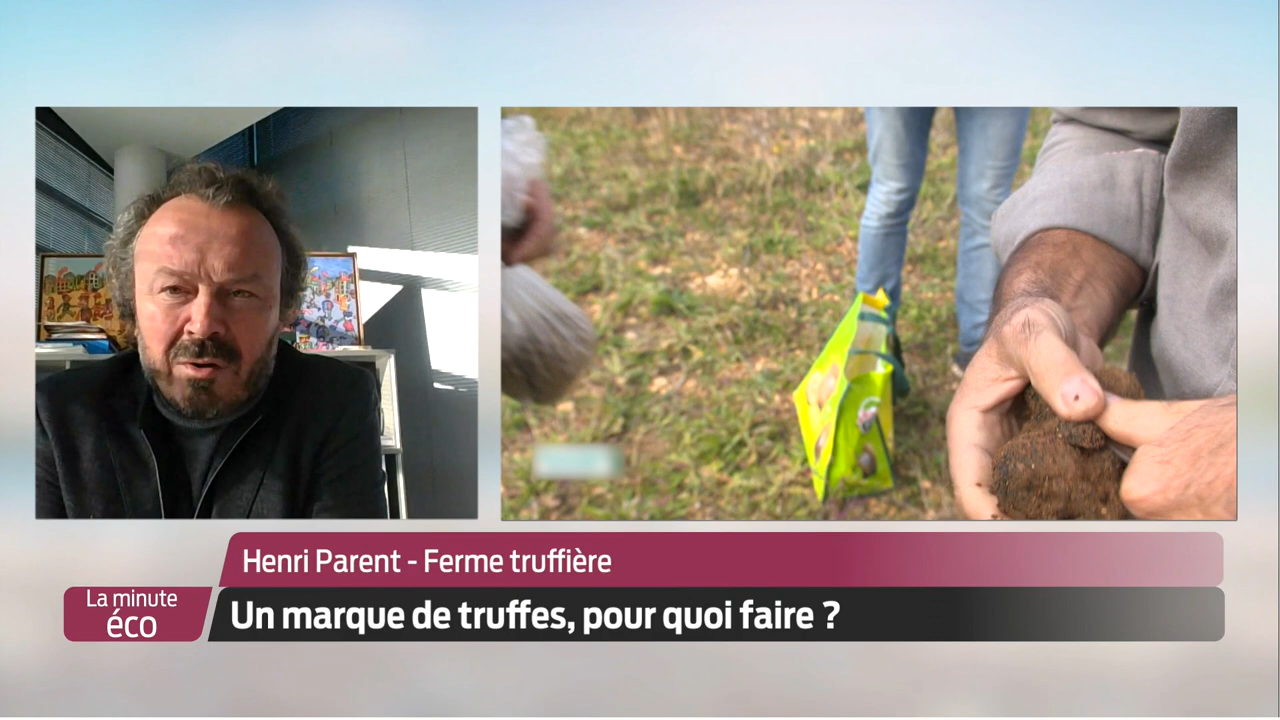 Henri Parent - Ferme truffière
La minute
éco
Un marque de truffes, pour quoi faire ?